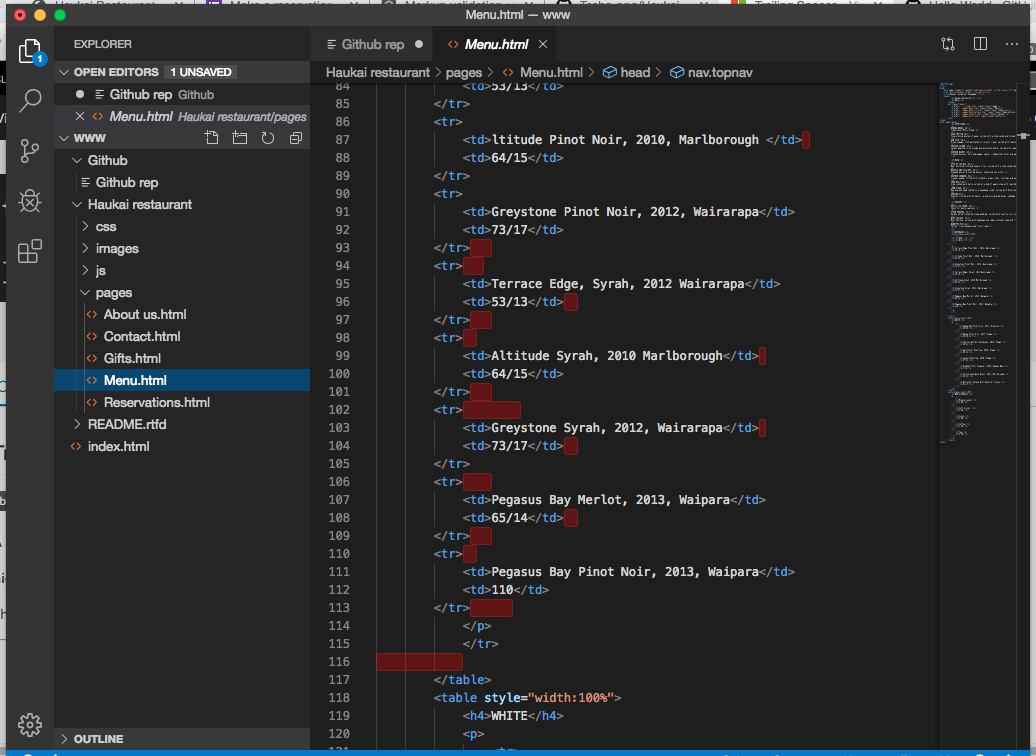 Menu.html — www
EXPLORER
OPEN EDITORS 1 UNSAVED
Github rep Github
Menu.html Haukai restaurant/pages
WWW
Github
Github rep
Haukai restaurant
css
images
js
pages
About us.html
Contact.html
Gifts.html
Menu.html
Reservations.html
README.rtfd
index.html
OUTLINE
1
Github rep
Menu.html
Haukai restaurant > pages > Menu.html > head > nav.topnav
84 <td>53/13</td>
85 </tr>
86 <tr>
87 <td>ltitude Pinot Noir, 2010, Marlborough </td>
88 <td>64/15</td>
89 </tr>
90 <tr>
91 <td>Greystone Pinot Noir, 2012, Wairarapa</td>
92 <td>73/17</td>
93 </tr>
94 <tr>
95 <td>Terrace Edge, Syrah, 2012 Wairarapa</td>
96 <td>53/13</td>
97 </tr>
98 <tr>
99 <td>Altitude Syrah, 2010 Marlborough</td>
100 <td>64/15</td>
101 </tr>
102 <tr>
103 <td>Greystone Syrah, 2012, Wairarapa</td>
104 <td>73/17</td>
105 </tr>
106 <tr>
107 <td>Pegasus Bay Merlot, 2013, Waipara</td>
108 <td>65/14</td>
109 </tr>
110 <tr>
111 <td>Pegasus Bay Pinot Noir, 2013, Waipara</td>
112 <td>110</td>
113 </tr>
114 </p>
115 </tr>
116
117 </table>
118 <table style="width:100%">
119 <h4>WHITE</h4>
120 <p>